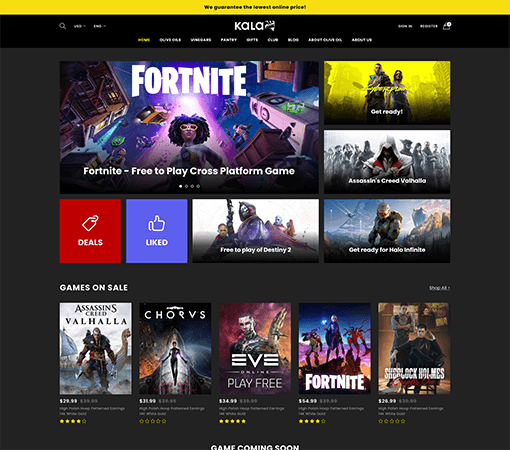 We guarantee the lowest online price!
USD
ENG
KALA
SIGN IN
REGISTER
0
HOME
OLIVE OILS
VINEGARS
PANTRY
GIFTS
CLUB
BLOG
ABOUT OLIVE OIL
ABOUT US
FORTNITE
Fortnite - Free to Play Cross Platform Game
Get ready!
Assassin's Creed Valhalla
DEALS
LIKED
Free to play of Destiny 2
Get ready for Halo Infinite
GAMES ON SALE
Shop All +
ASSASSIN'S
CREED
VALHALLA
CHORVS
EVE
ONLINE
PLAY FREE
FORTNITE
SHERLOCK HOLMES
$29.99 $39.99
$31.99 $39.99
$34.99 $39.99
$54.99 $39.99
$26.99 $39.99
High Polish Hoop Patterned Earrings
14K White Gold
High Polish Hoop Patterned Earrings
14K White Gold
High Polish Hoop Patterned Earrings
14K White Gold
High Polish Hoop Patterned Earrings
14K White Gold
High Polish Hoop Patterned Earrings
14K White Gold
GAME COMING SOON